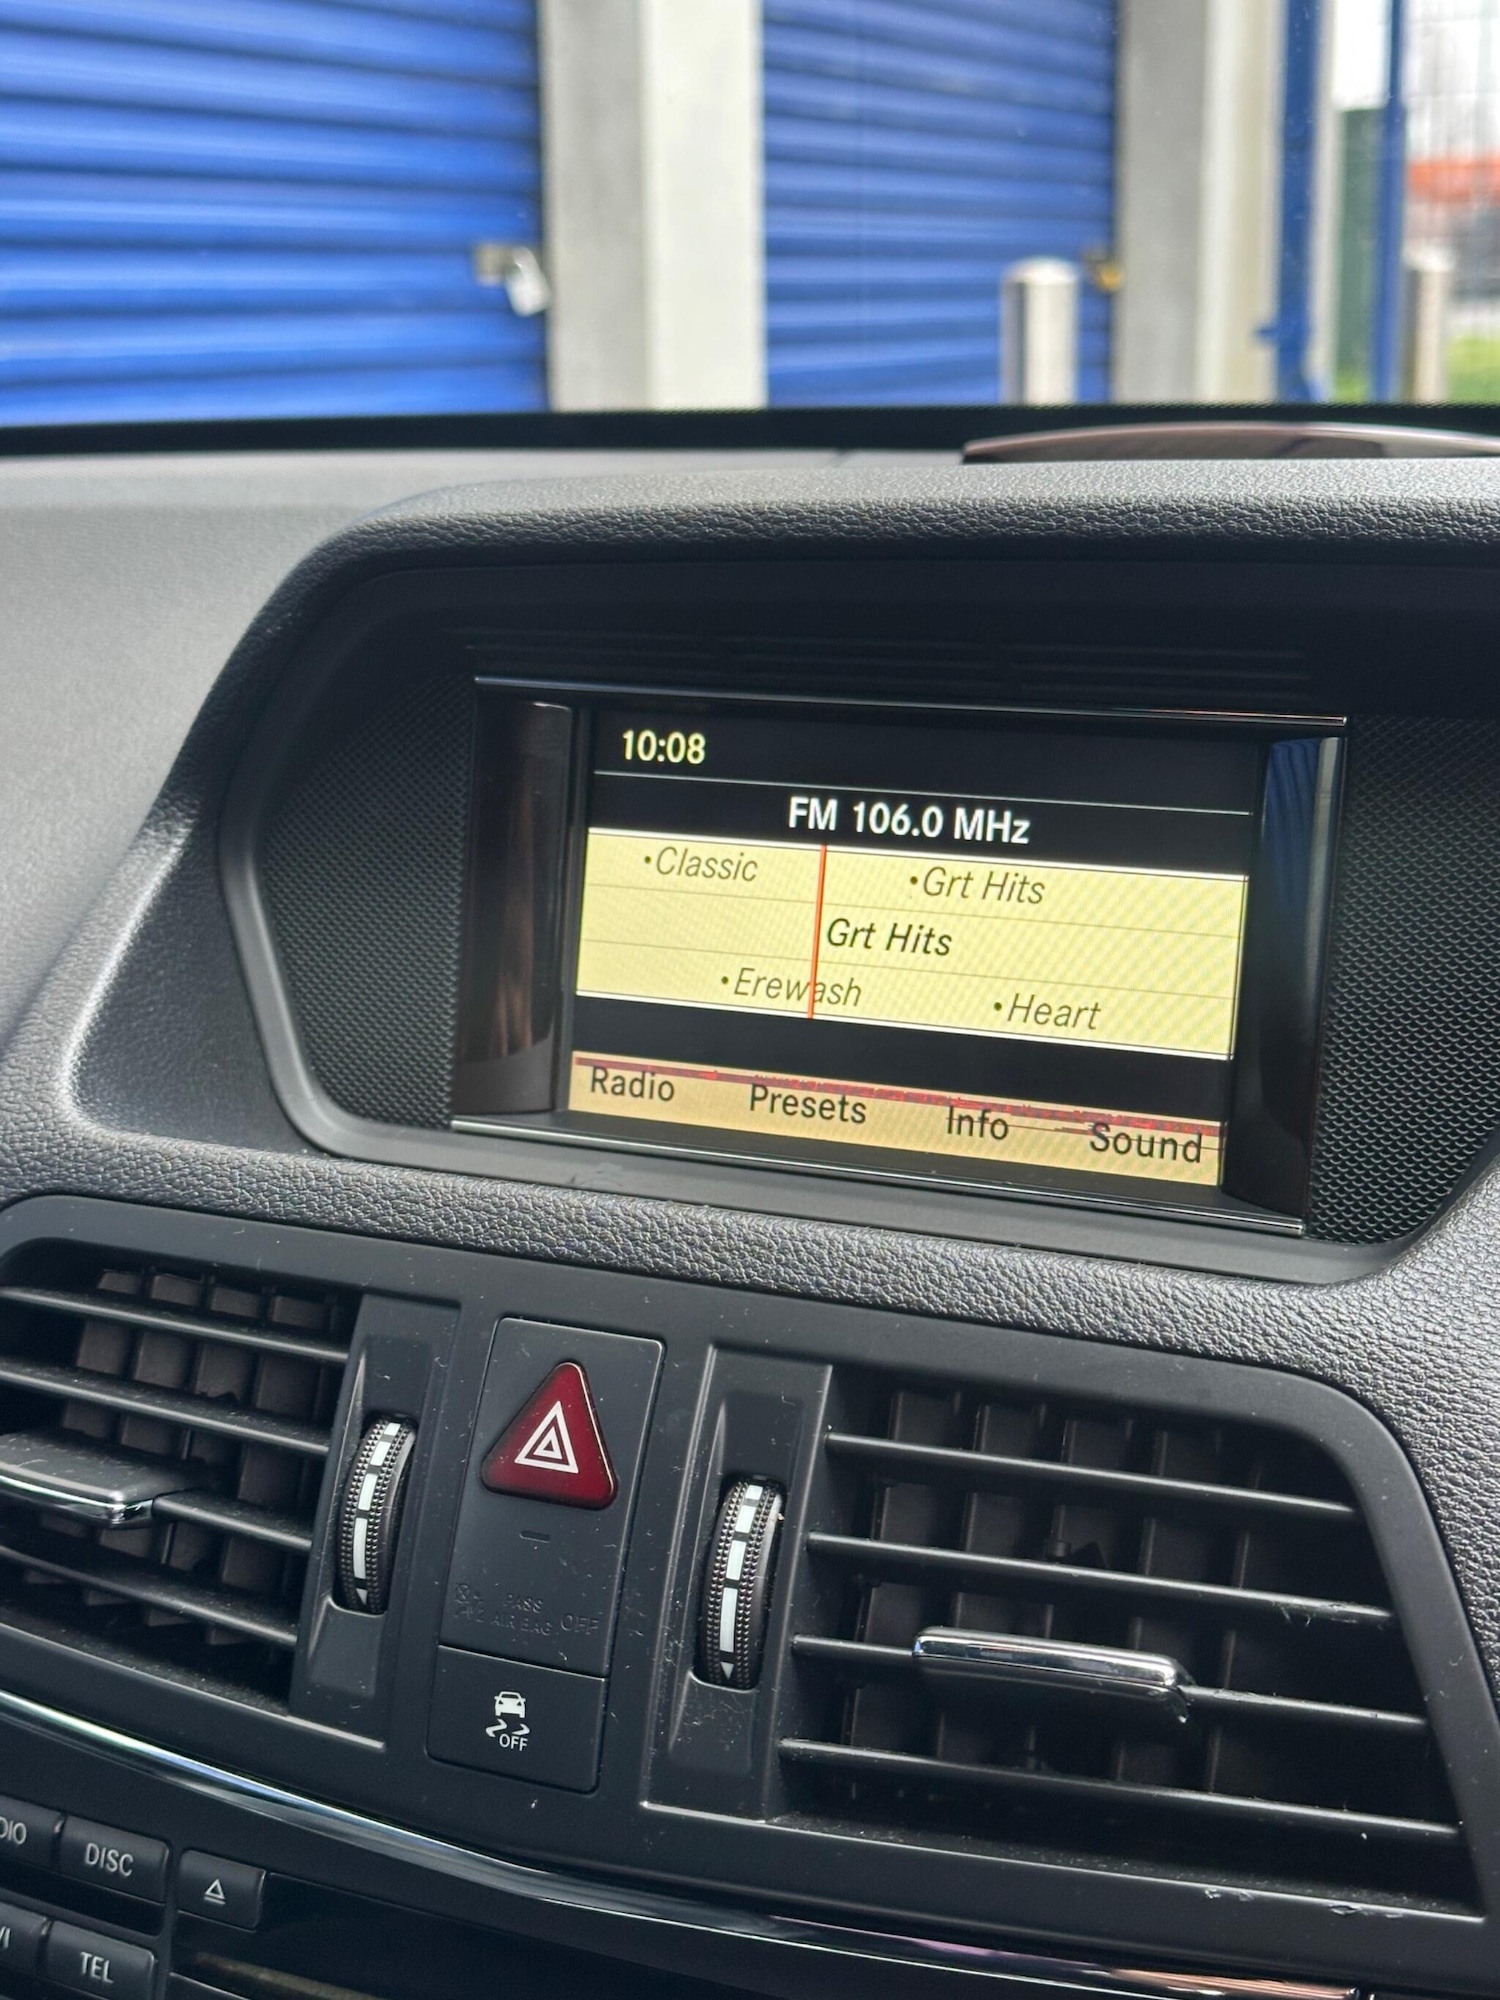 10:08
FM 106.0 MHz
•Classic •Grt Hits
Grt Hits
•Erewash •Heart
Radio Presets Info Sound
PASS
AIR BAG OFF
OFF
DISC
TEL